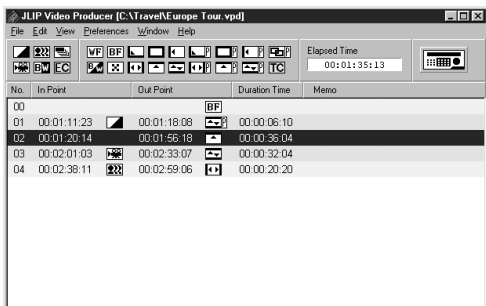 JLIP Video Producer [C:\Travel\Europe Tour.vpd]
File Edit View Preferences Window Help
WF BF P P P Elapsed Time
BW EC BW P P TC 00:01:35:13
No. In Point Out Point Duration Time Memo
00 BF
01 00:01:11:23 00:01:18:08 P 00:00:06:10
02 00:01:20:14 00:01:56:18 00:00:36:04
03 00:02:01:03 00:02:33:07 00:00:32:04
04 00:02:38:11 00:02:59:06 00:00:20:20